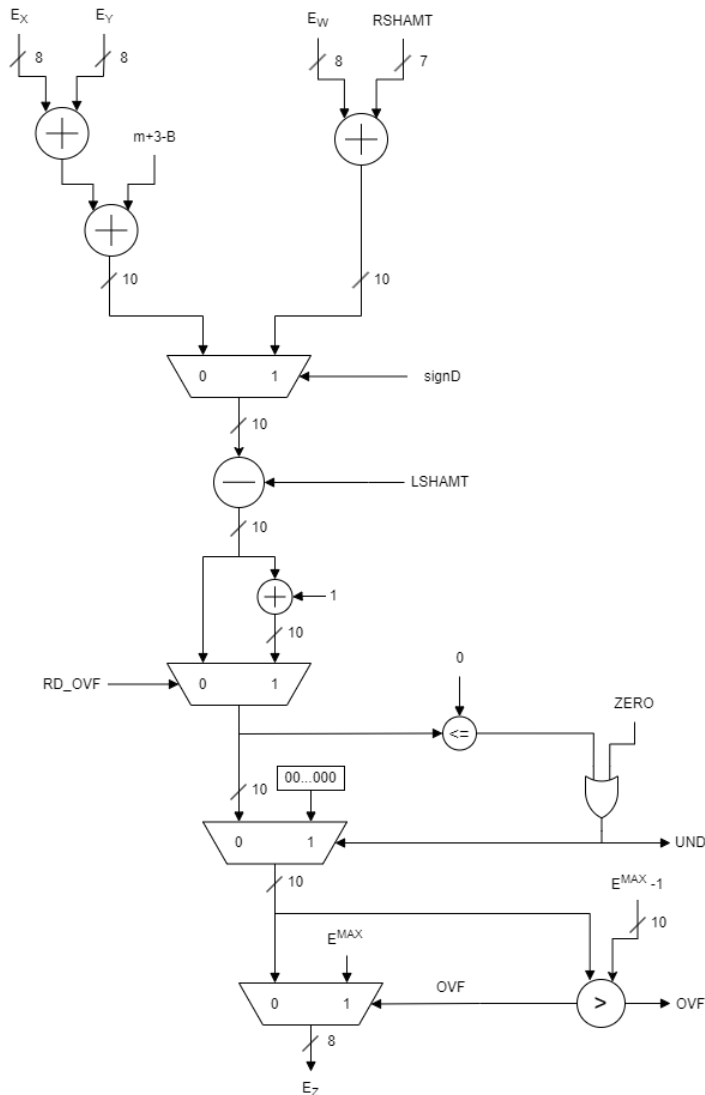 E_X E_Y E_W RSHAMT
8 8 8 7
m+3-B
10 10
0 1 signD
10
LSHAMT
10
1
10
RD_OVF 0 1 0
<= ZERO
10 00...000
0 1 UND
10 E^MAX -1
10
E^MAX
0 1 OVF > OVF
8
E_Z